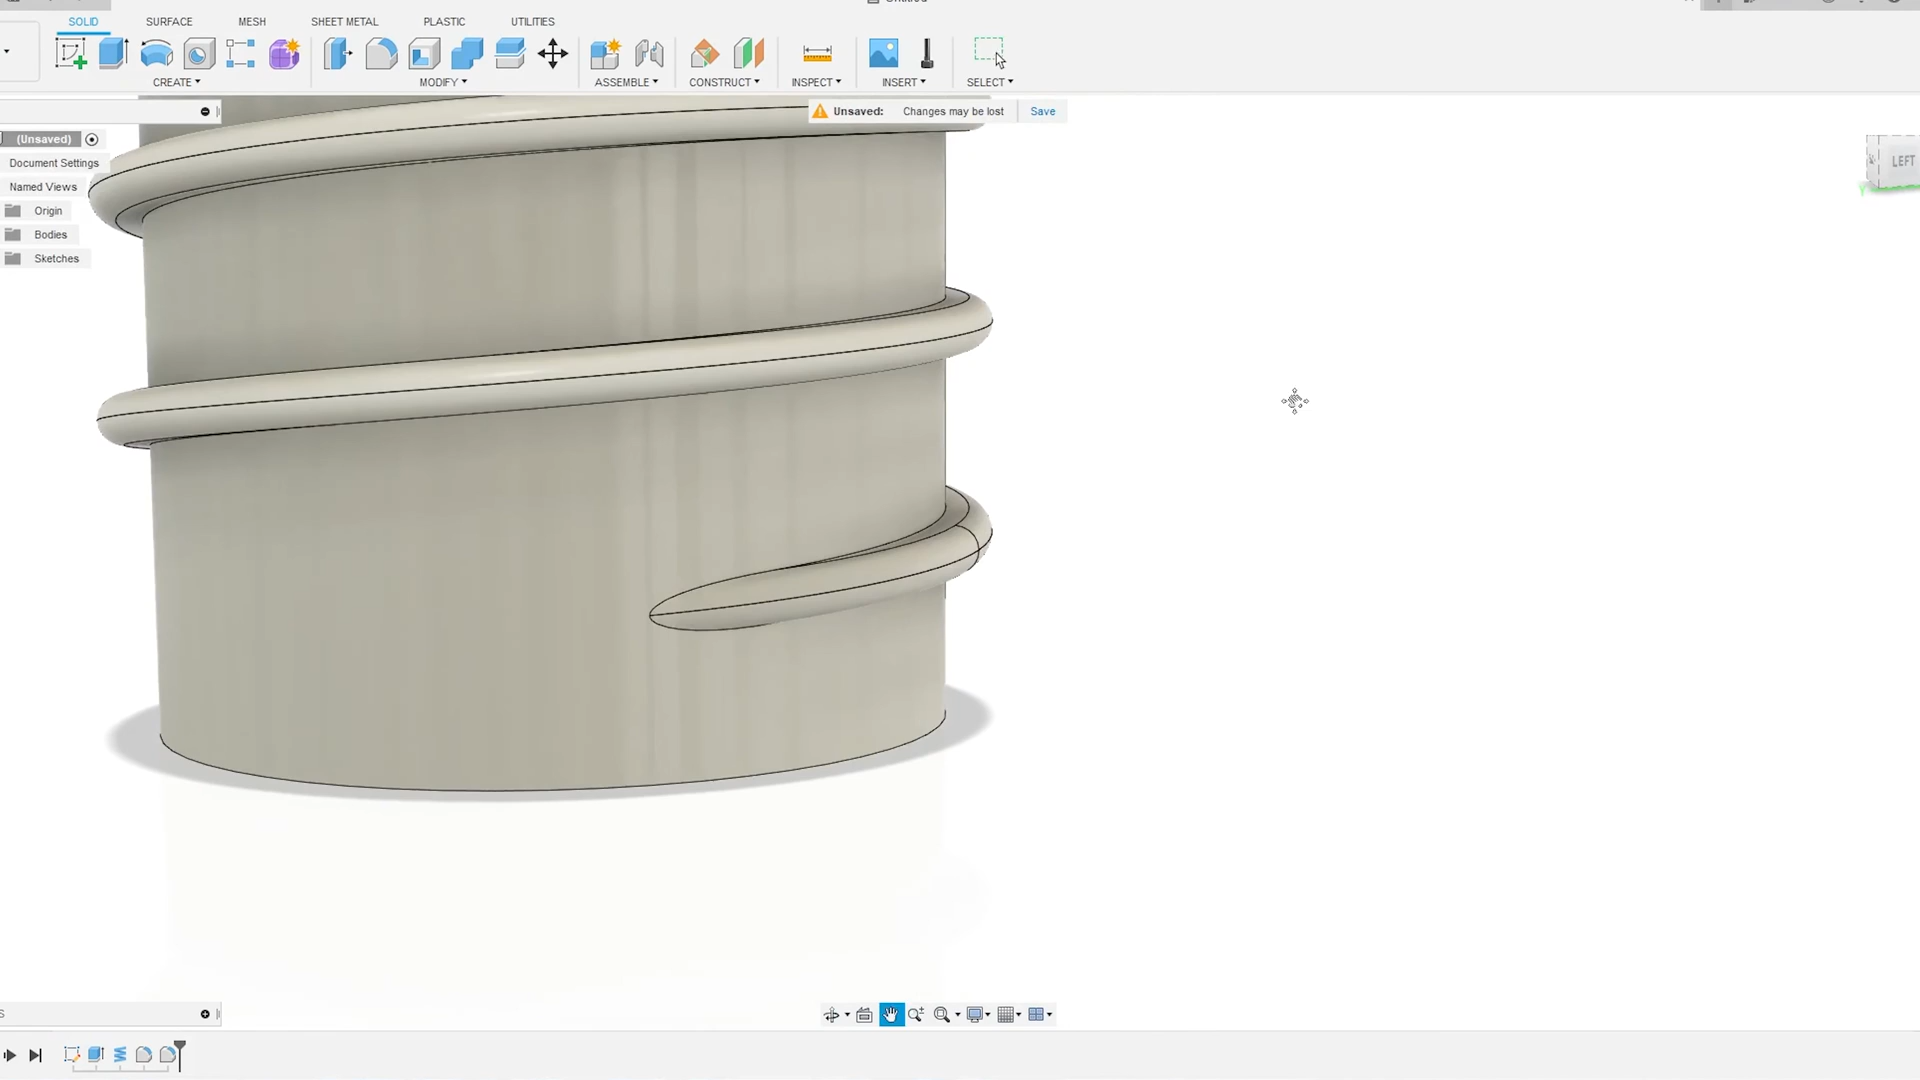 SOLID SURFACE MESH SHEET METAL PLASTIC UTILITIES
CREATE MODIFY ASSEMBLE CONSTRUCT INSPECT INSERT SELECT
Unsaved: Changes may be lost Save
(Unsaved)
Document Settings
Named Views
Origin
Bodies
Sketches
LEFT
Y